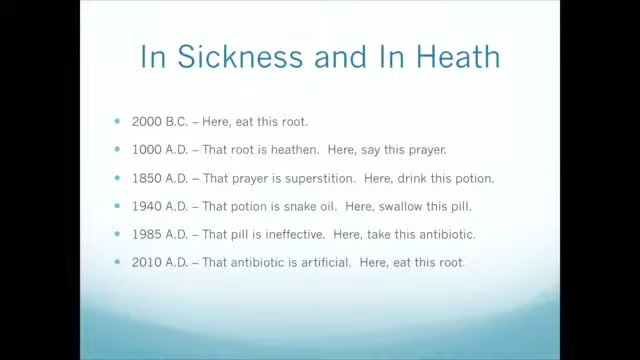 In Sickness and In Heath
2000 B.C. – Here, eat this root.
1000 A.D. – That root is heathen. Here, say this prayer.
1850 A.D. – That prayer is superstition. Here, drink this potion.
1940 A.D. – That potion is snake oil. Here, swallow this pill.
1985 A.D. – That pill is ineffective. Here, take this antibiotic.
2010 A.D. – That antibiotic is artificial. Here, eat this root.